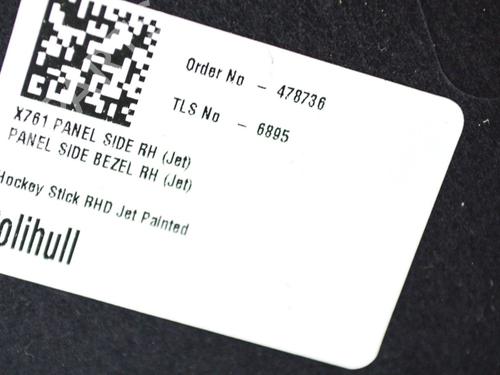 Order No - 478736
TLS No - 6895
X761 PANEL SIDE RH (Jet)
PANEL SIDE BEZEL RH (Jet)
Hockey Stick RHD Jet Painted
olihull